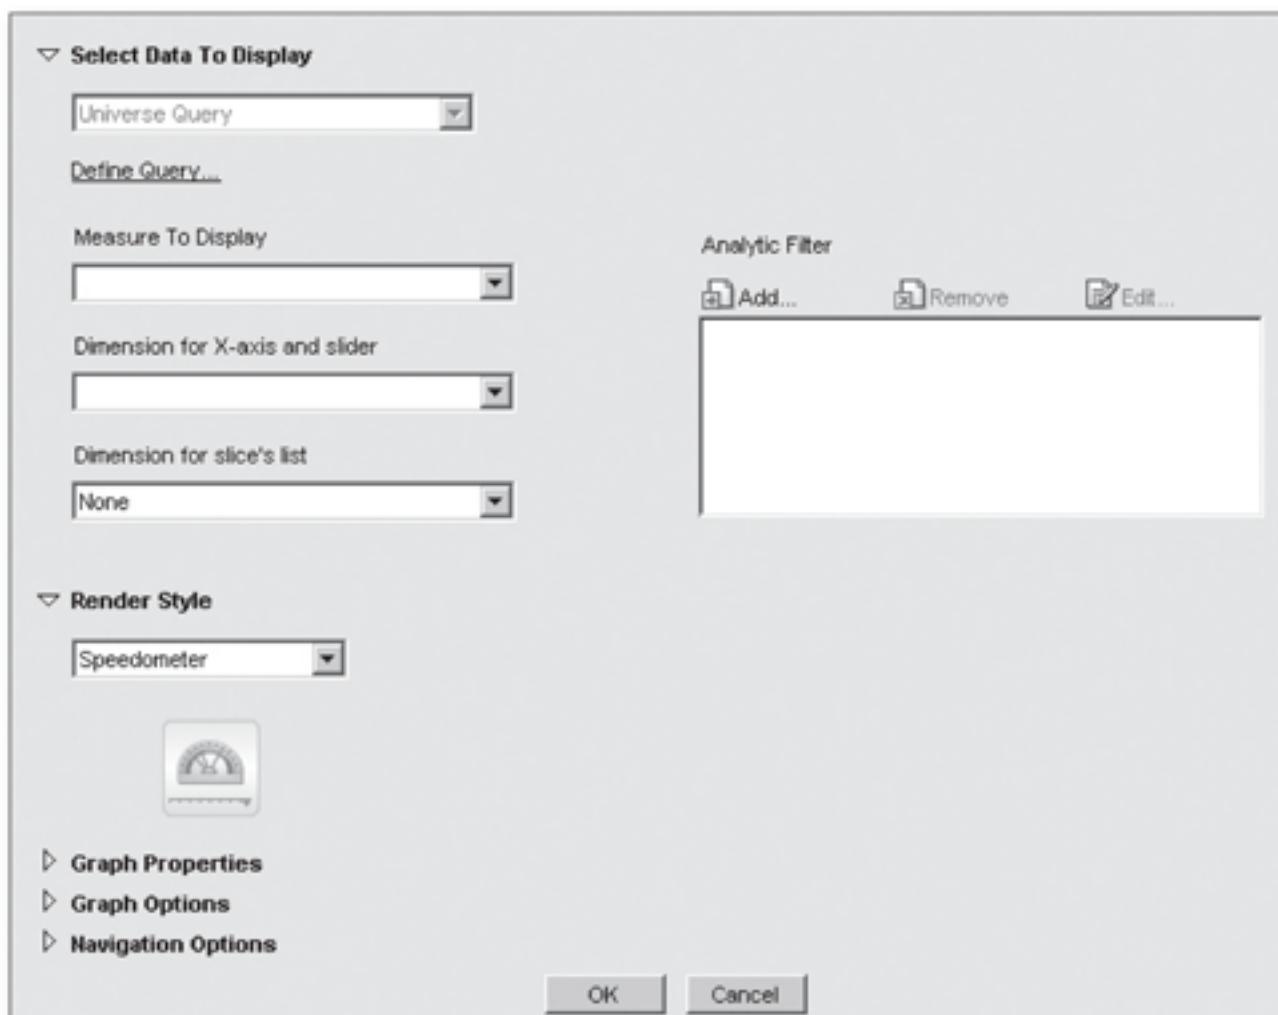 Select Data To Display
Universe Query
Define Query...
Measure To Display
Analytic Filter
Add...
Remove
Edit...
Dimension for X-axis and slider
Dimension for slice's list
None
Render Style
Speedometer
Graph Properties
Graph Options
Navigation Options
OK
Cancel